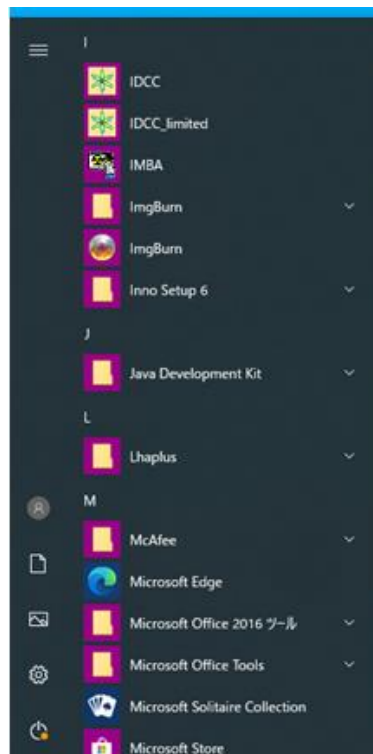 I
IDCC
IDCC_limited
IMBA
ImgBurn
ImgBurn
Inno Setup 6
J
Java Development Kit
L
Lhaplus
M
McAfee
Microsoft Edge
Microsoft Office 2016 ツール
Microsoft Office Tools
Microsoft Solitaire Collection
Microsoft Store